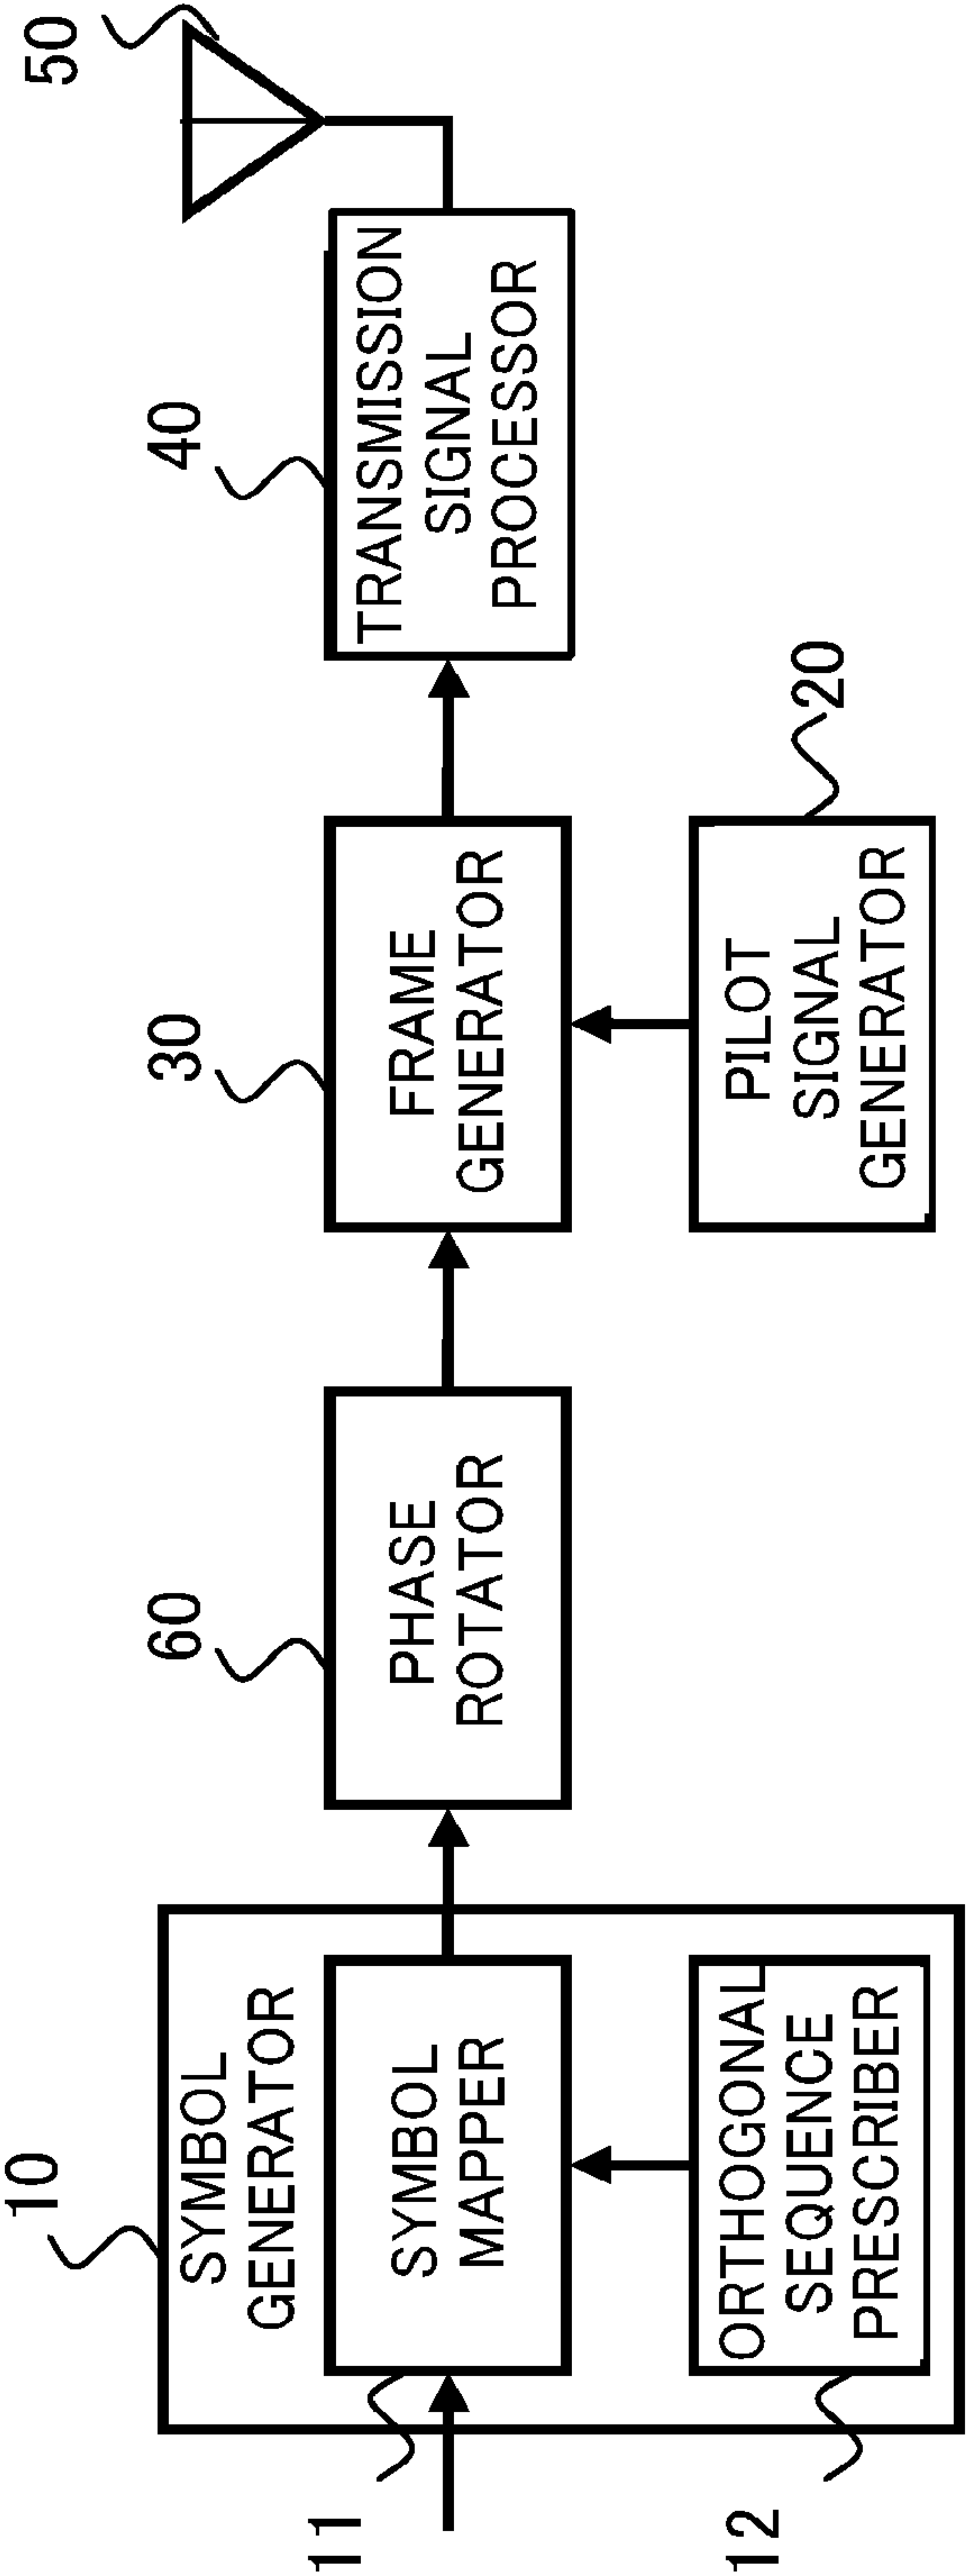 10
SYMBOL
GENERATOR
11
SYMBOL
MAPPER
12
ORTHOGONAL
SEQUENCE
PRESCRIBER
60
PHASE
ROTATOR
30
FRAME
GENERATOR
20
PILOT
SIGNAL
GENERATOR
40
TRANSMISSION
SIGNAL
PROCESSOR
50